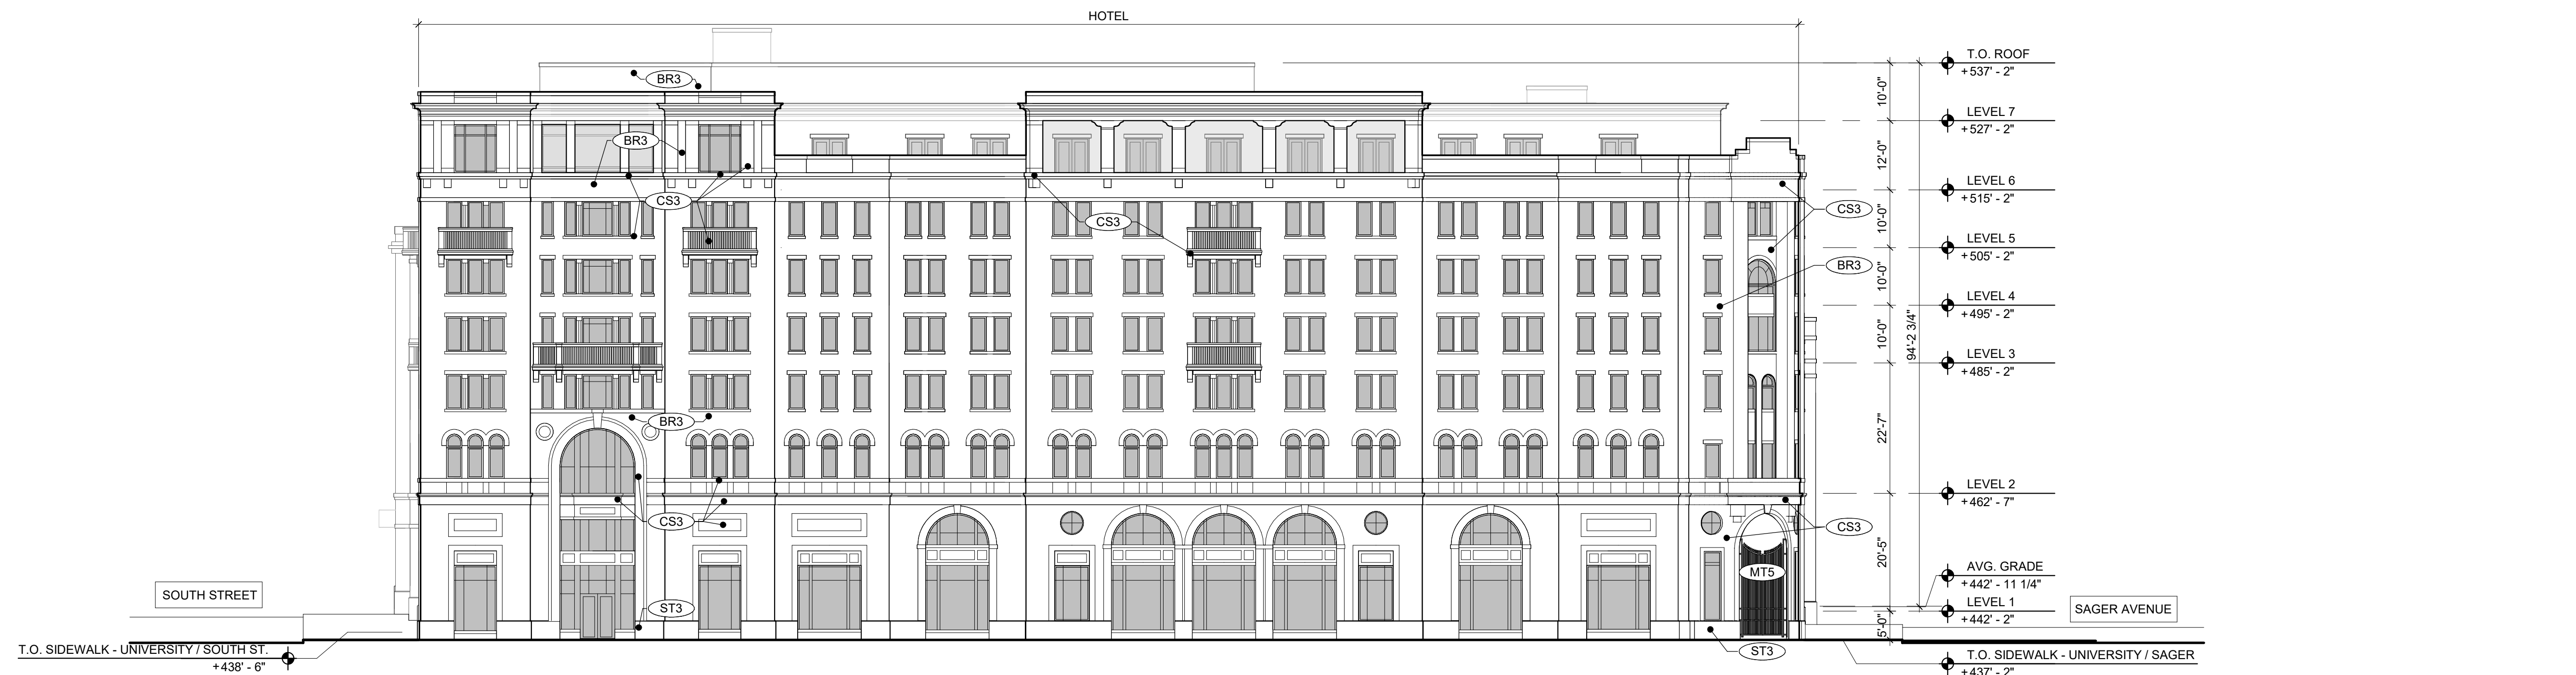 HOTEL
BR3
BR3
CS3
CS3
BR3
CS3
ST3
CS3
BR3
CS3
MT5
ST3
10'-0"
12'-0"
10'-0"
10'-0"
10'-0"
22'-7"
20'-5"
5'-0"
94'-2 3/4"
T.O. ROOF
+537' - 2"
LEVEL 7
+527' - 2"
LEVEL 6
+515' - 2"
LEVEL 5
+505' - 2"
LEVEL 4
+495' - 2"
LEVEL 3
+485' - 2"
LEVEL 2
+462' - 7"
AVG. GRADE
+442' - 11 1/4"
LEVEL 1
+442' - 2"
SOUTH STREET
SAGER AVENUE
T.O. SIDEWALK - UNIVERSITY / SOUTH ST.
+438' - 6"
T.O. SIDEWALK - UNIVERSITY / SAGER
+437' - 2"